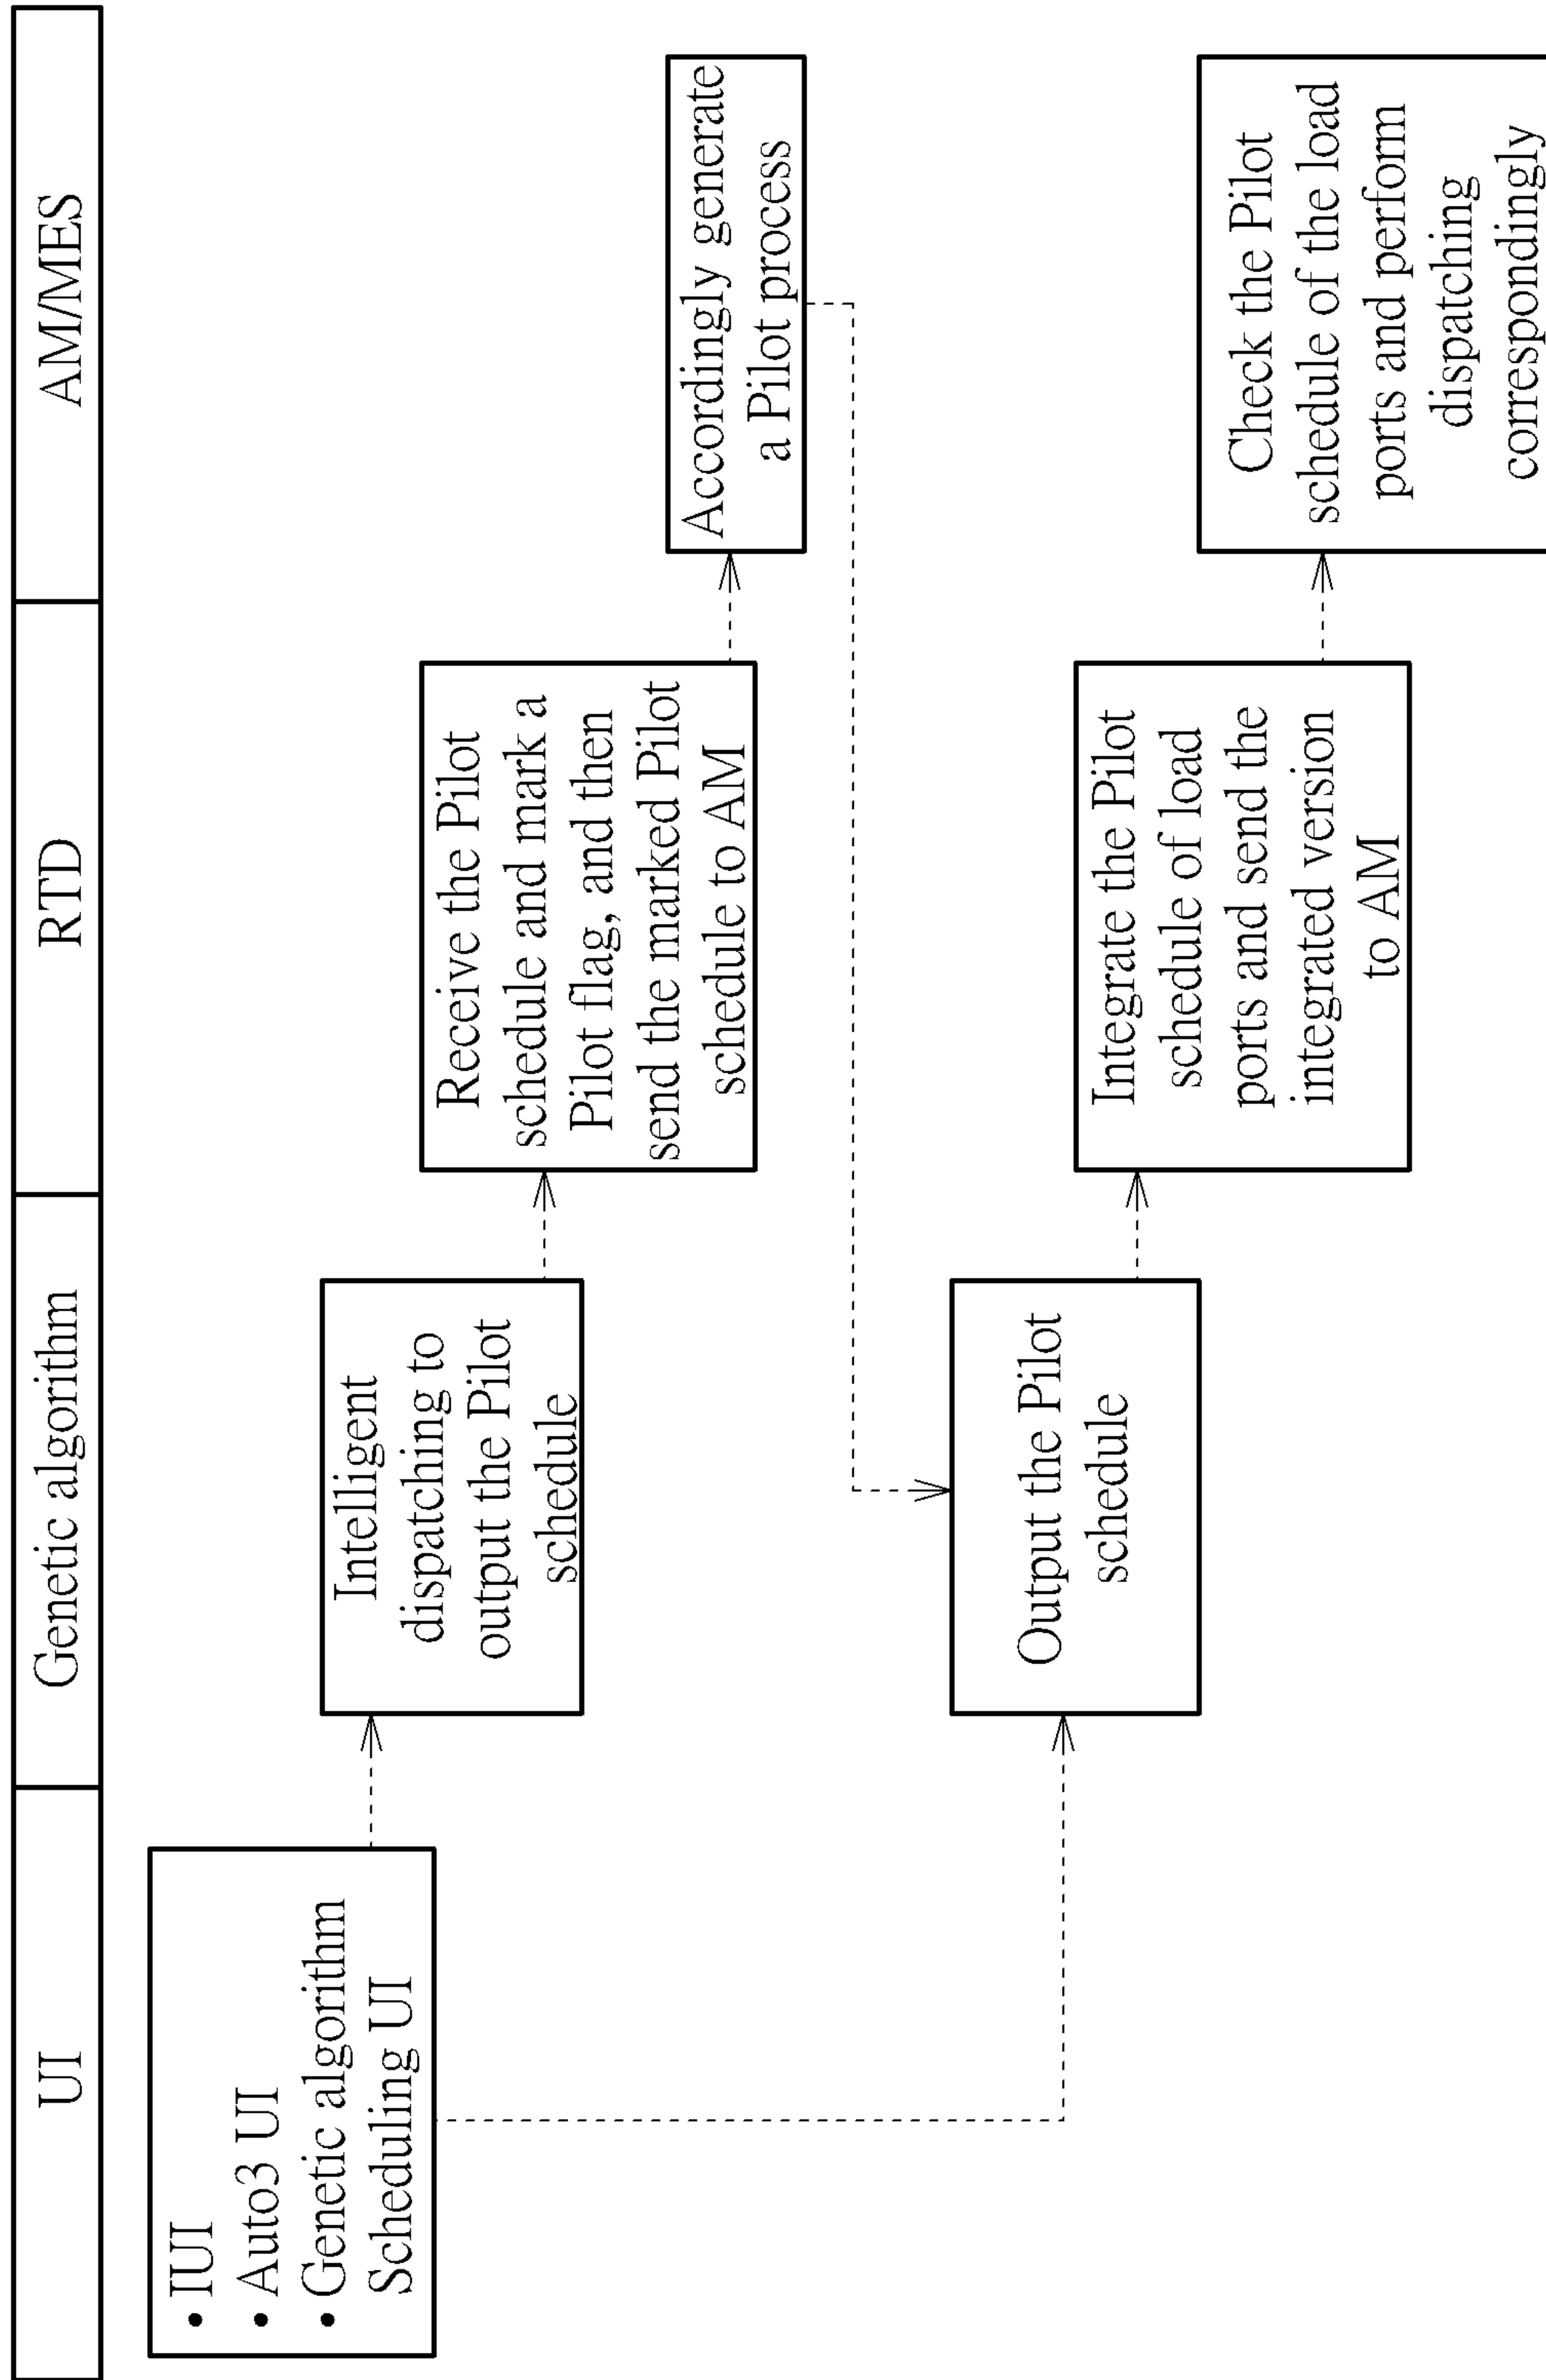 UI
Genetic algorithm
RTD
AM/MES
• IUI
• Auto3 UI
• Genetic algorithm
Scheduling UI
Intelligent
dispatching to
output the Pilot
schedule
Receive the Pilot
schedule and mark a
Pilot flag, and then
send the marked Pilot
schedule to AM
Accordingly generate
a Pilot process
Output the Pilot
schedule
Integrate the Pilot
schedule of load
ports and send the
integrated version
to AM
Check the Pilot
schedule of the load
ports and perform
dispatching
correspondingly